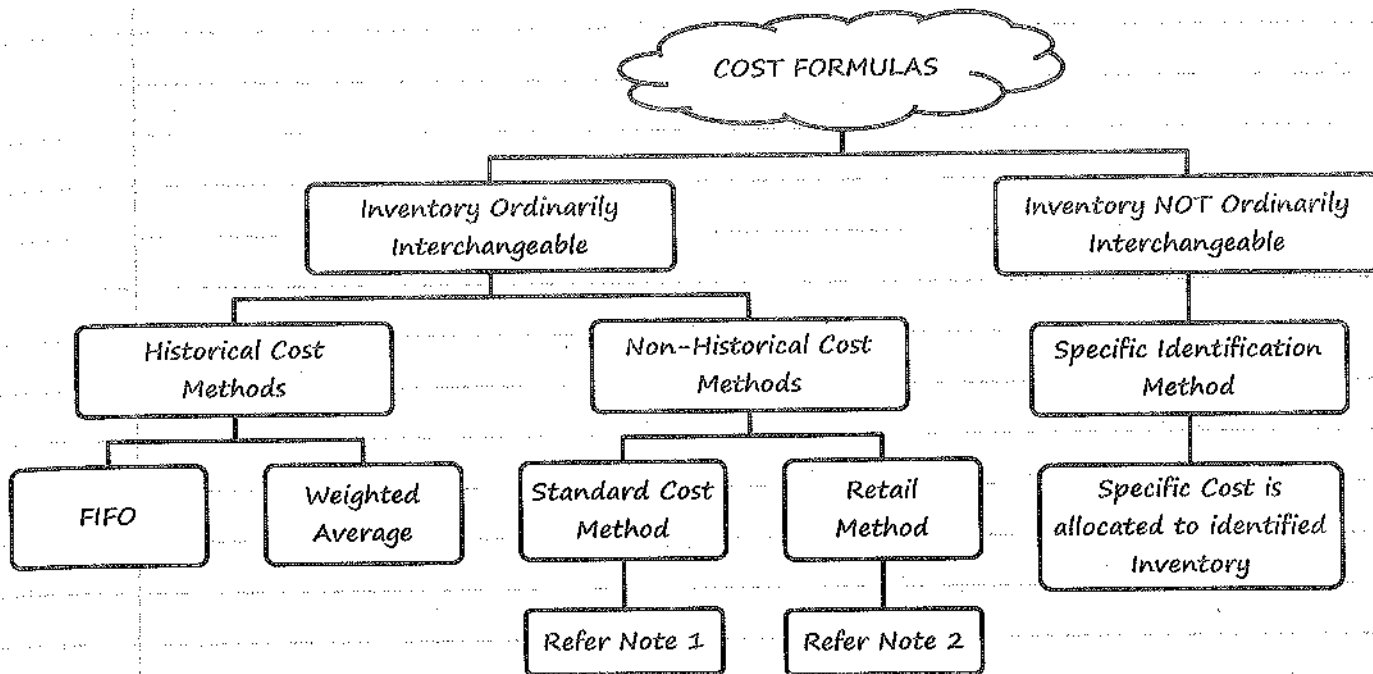 COST FORMULAS
Inventory Ordinarily
Interchangeable
Inventory NOT Ordinarily
Interchangeable
Historical Cost
Methods
Non-Historical Cost
Methods
Specific Identification
Method
FIFO
Weighted
Average
Standard Cost
Method
Retail
Method
Specific Cost is
allocated to identified
Inventory
Refer Note 1
Refer Note 2